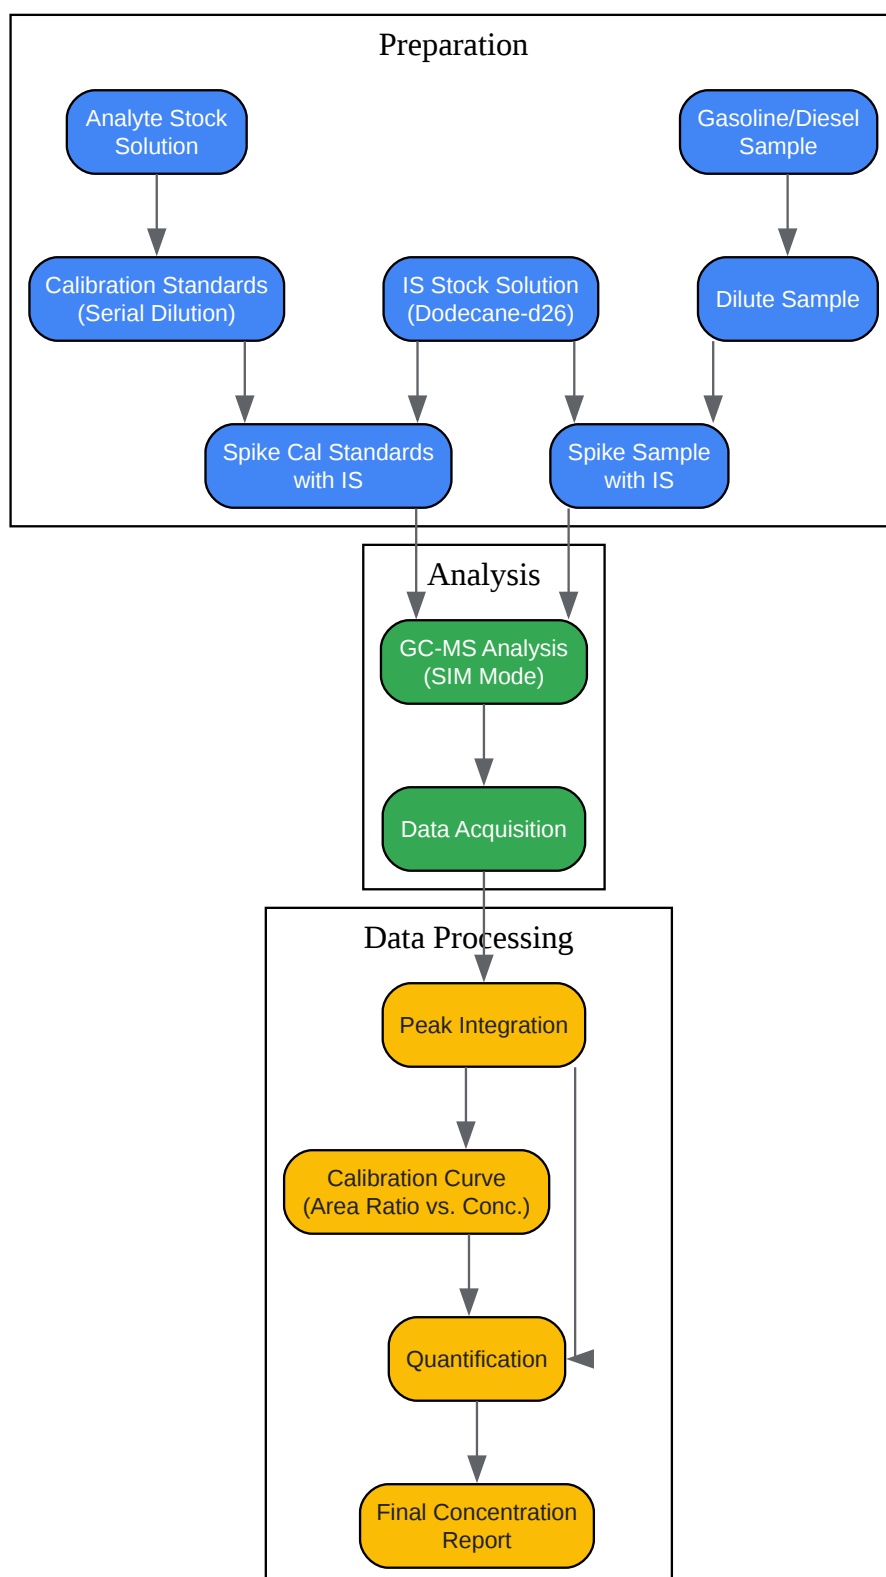 Preparation
Analyte Stock
Solution
Gasoline/Diesel
Sample
Calibration Standards
(Serial Dilution)
IS Stock Solution
(Dodecane-d26)
Dilute Sample
Spike Cal Standards
with IS
Spike Sample
with IS
Analysis
GC-MS Analysis
(SIM Mode)
Data Acquisition
Data Processing
Peak Integration
Calibration Curve
(Area Ratio vs. Conc.)
Quantification
Final Concentration
Report